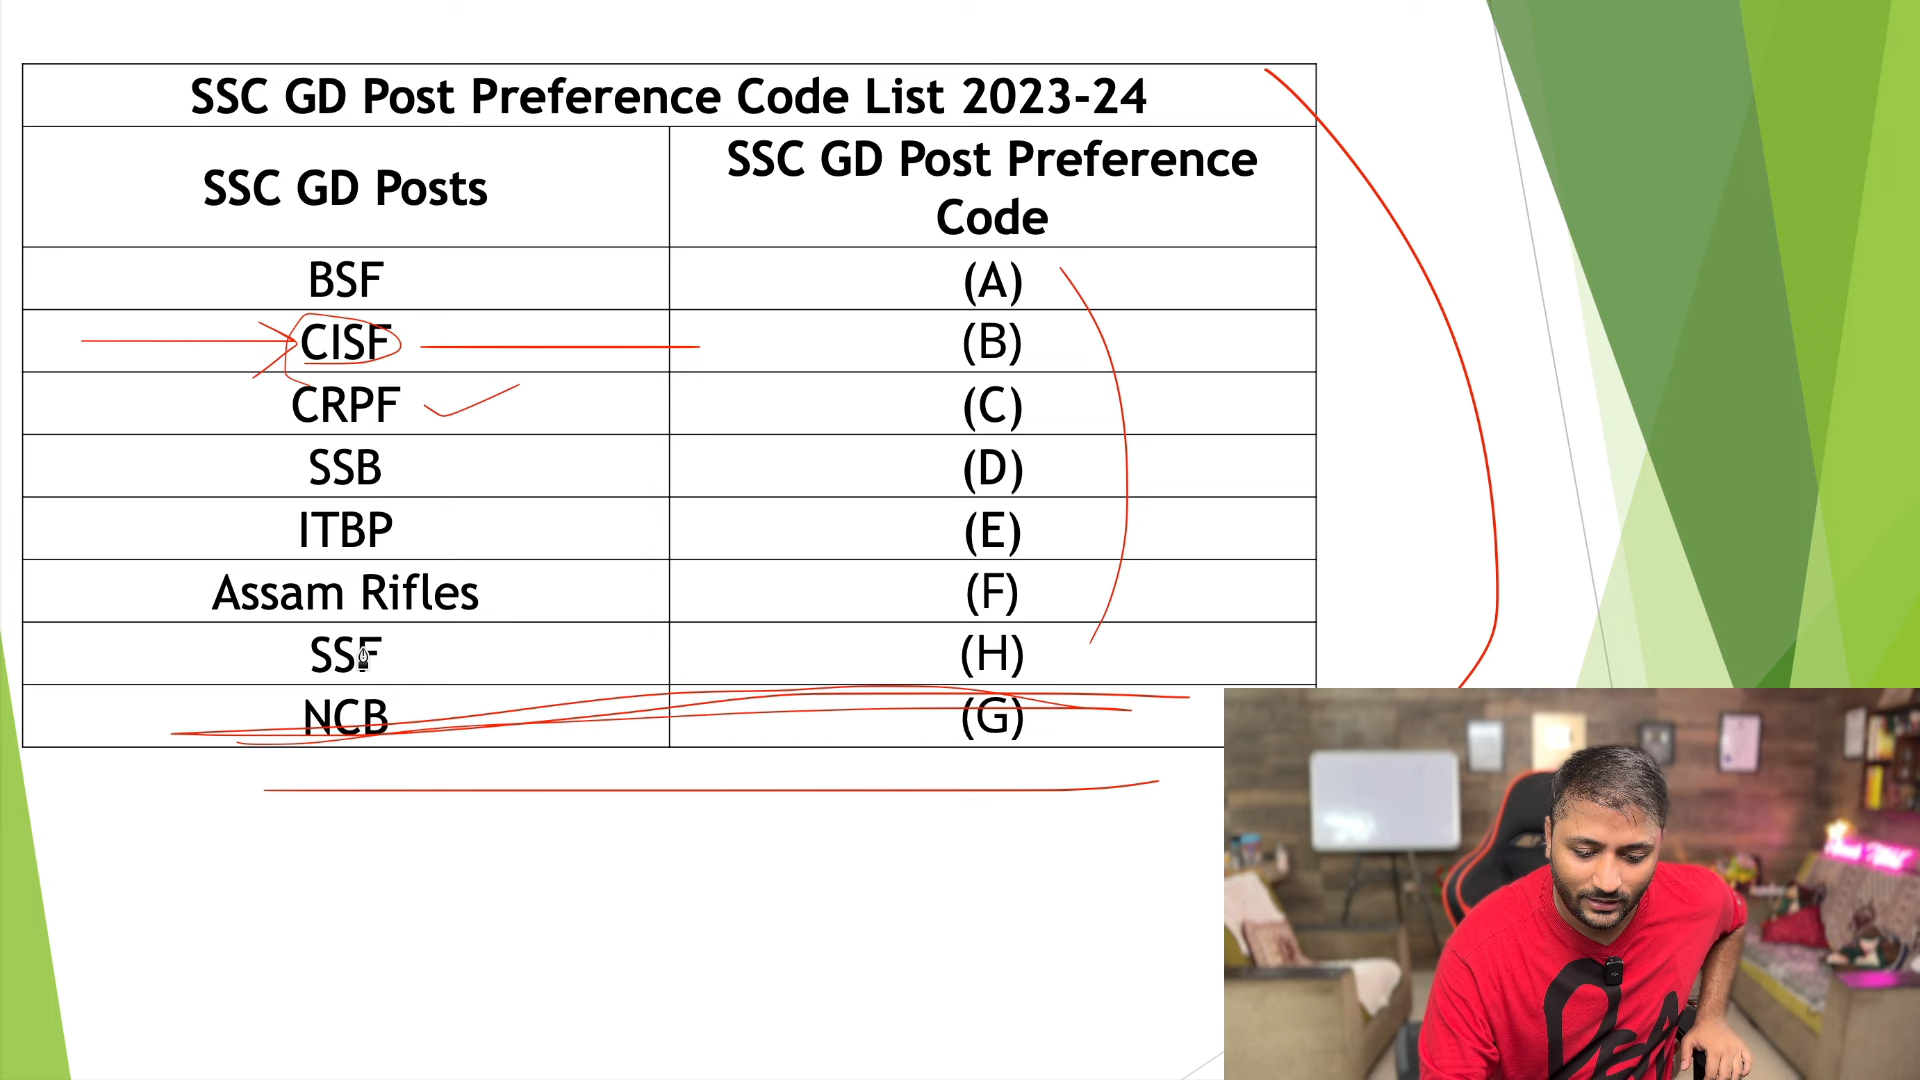 SSC GD Post Preference Code List 2023-24
SSC GD Posts
SSC GD Post Preference
Code
BSF
(A)
CISF
(B)
CRPF
(C)
SSB
(D)
ITBP
(E)
Assam Rifles
(F)
SSF
(H)
NCB
(G)